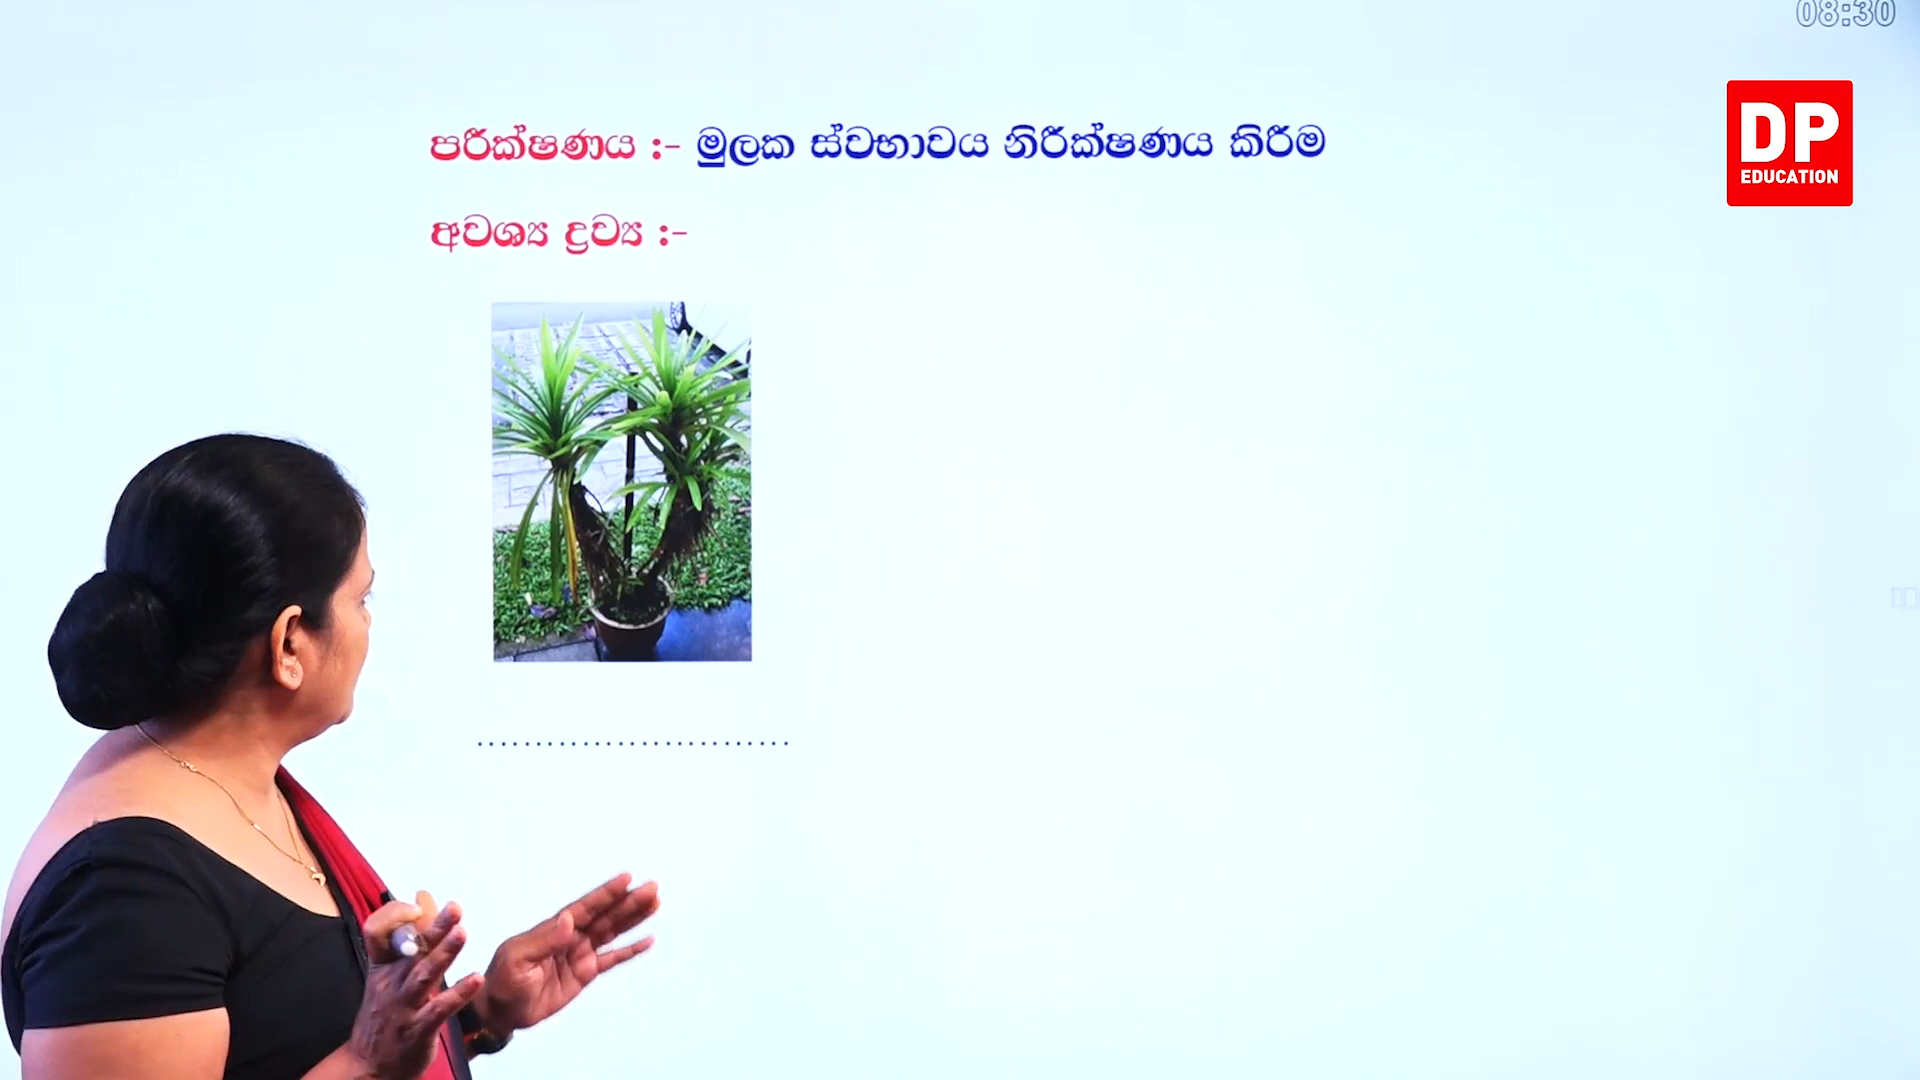 08:30
DP
EDUCATION
පරීක්ෂණය :- මූලක ස්වභාවය නිරීක්ෂණය කිරීම
අවශ්‍ය ද්‍රව්‍ය :-
...........................